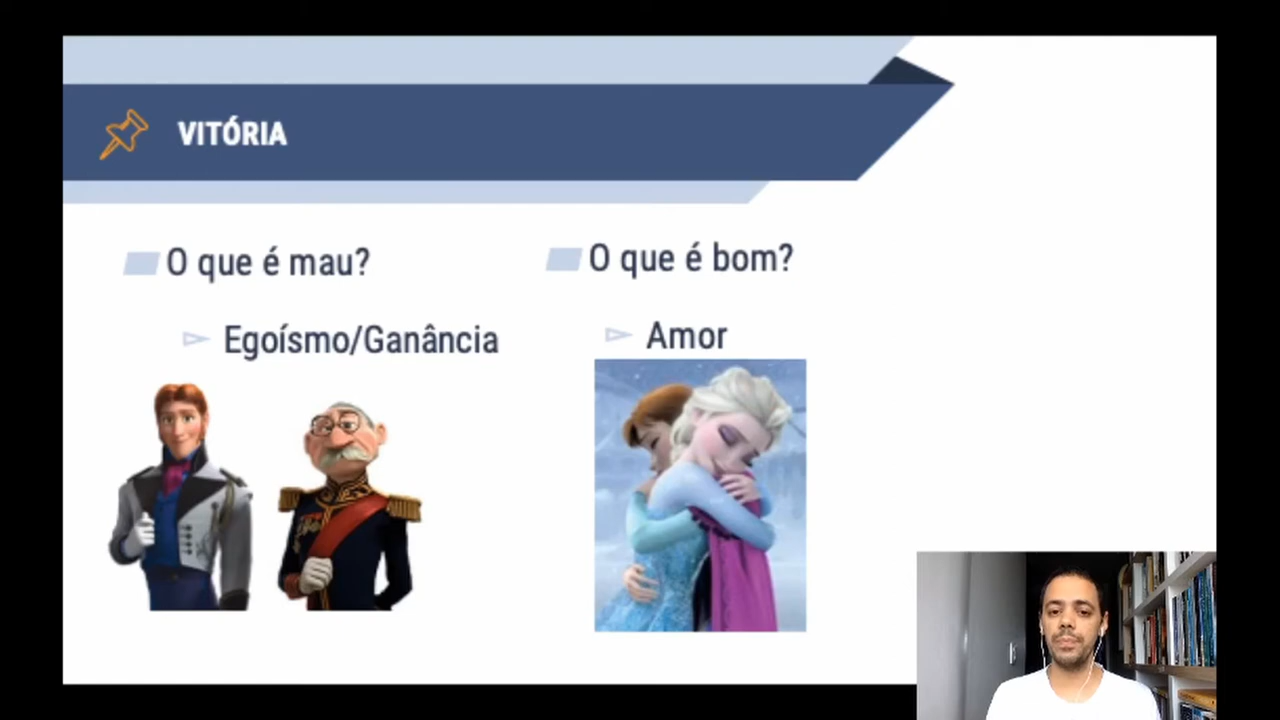 VITÓRIA
O que é mau?
Egoísmo/Ganância
O que é bom?
Amor